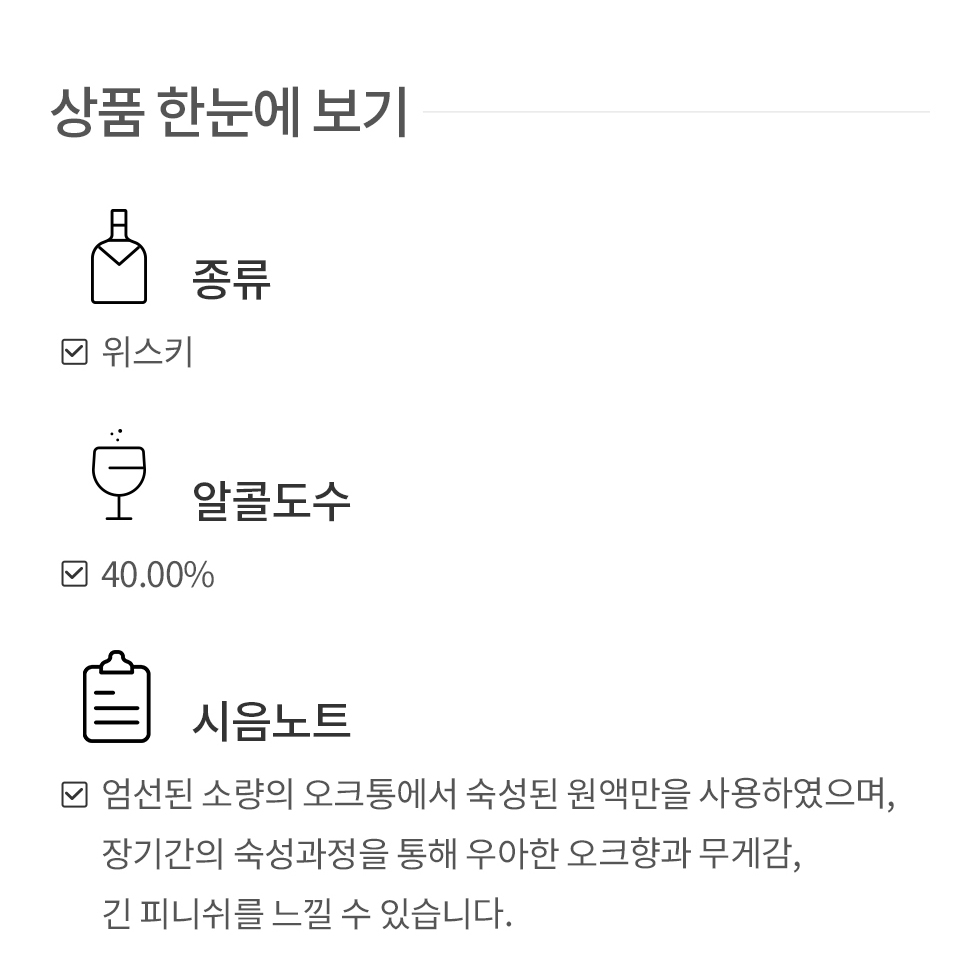 상품 한눈에 보기
종류
위스키
알콜도수
40.00%
시음노트
엄선된 소량의 오크통에서 숙성된 원액만을 사용하였으며,
장기간의 숙성과정을 통해 우아한 오크향과 무게감,
긴 피니쉬를 느낄 수 있습니다.